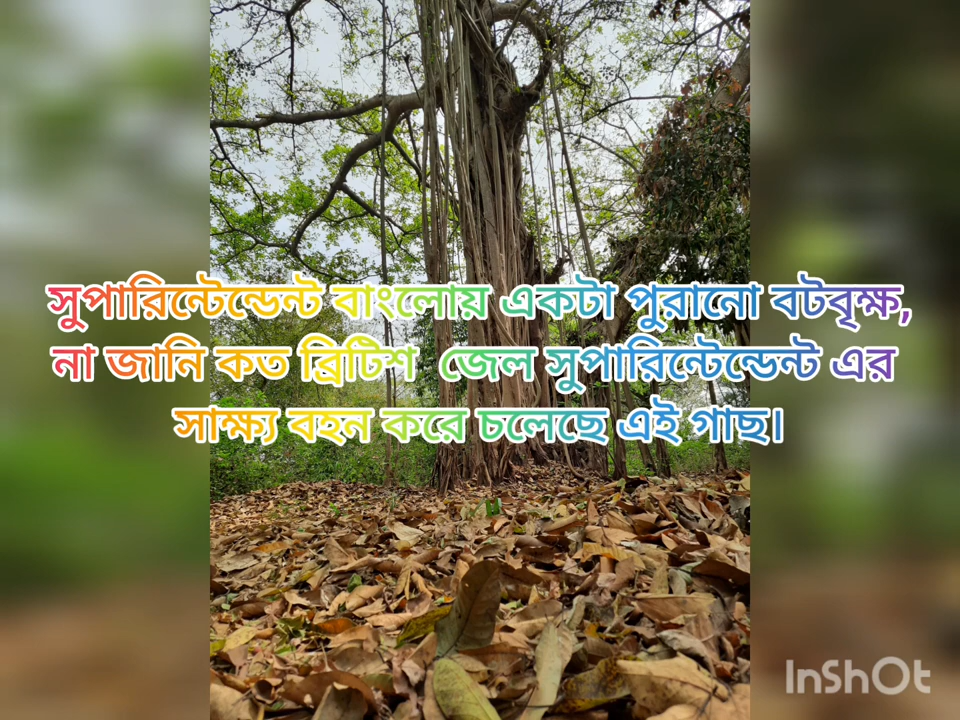 সুপারিন্টেন্ডেন্ট বাংলোয় একটা পুরানো বটবৃক্ষ,
না জানি কত ব্রিটিশ জেল সুপারিন্টেন্ডেন্ট এর
সাক্ষ্য বহন করে চলেছে এই গাছ।
InShOt